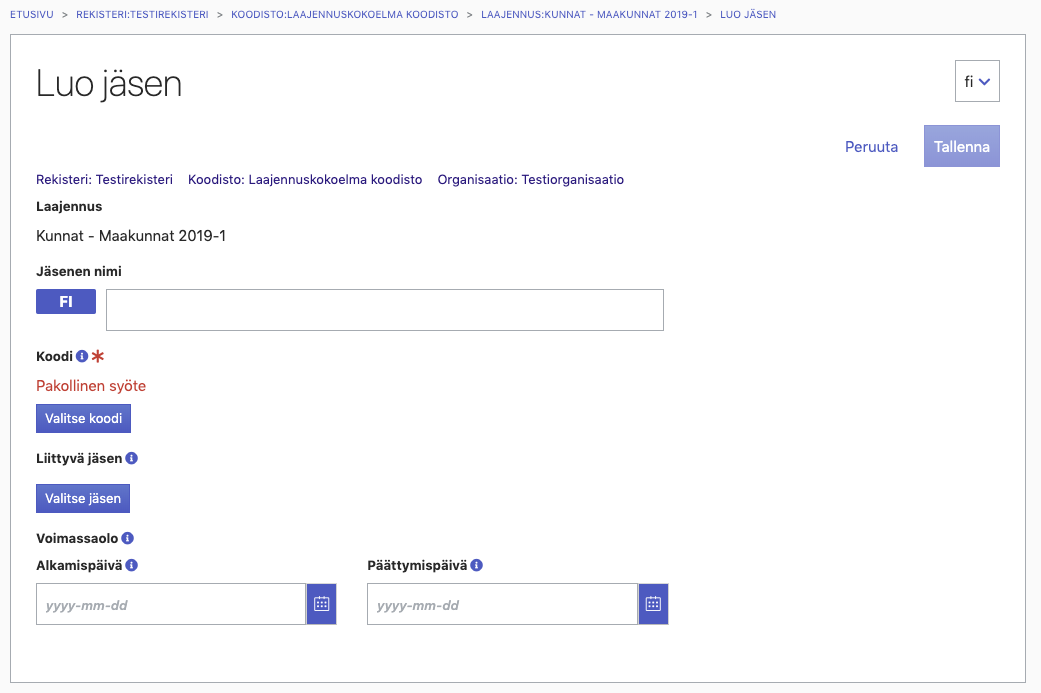 ETUSIVU > REKISTERI:TESTIREKISTERI > KOODISTO:LAAJENNUSKOKOELMA KOODISTO > LAAJENNUS:KUNNAT - MAAKUNNAT 2019-1 > LUO JÄSEN
Luo jäsen
fi
Peruuta
Tallenna
Rekisteri: Testirekisteri Koodisto: Laajennuskokoelma koodisto Organisaatio: Testiorganisaatio
Laajennus
Kunnat - Maakunnat 2019-1
Jäsenen nimi
FI
Koodi i *
Pakollinen syöte
Valitse koodi
Liittyvä jäsen i
Valitse jäsen
Voimassaolo i
Alkamispäivä i Päättymispäivä i
yyyy-mm-dd yyyy-mm-dd